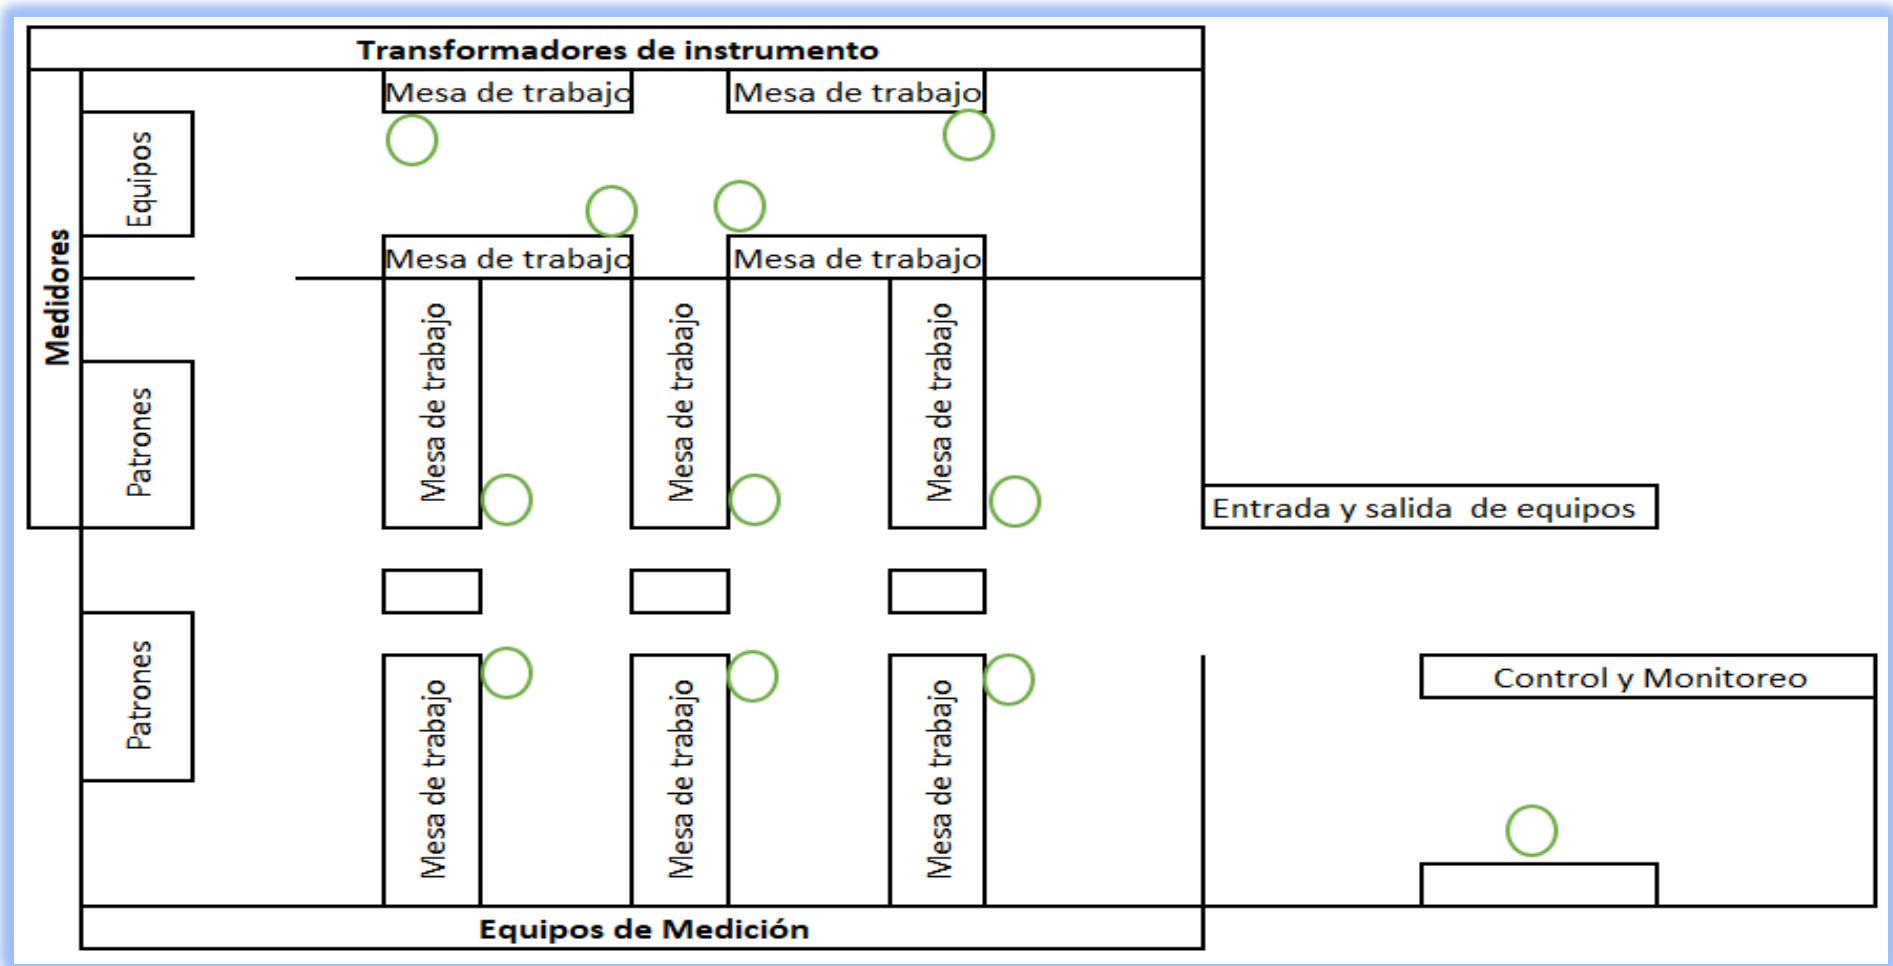 Transformadores de instrumento
Mesa de trabajo
Mesa de trabajo
Equipos
Medidores
Mesa de trabajo
Mesa de trabajo
Patrones
Mesa de trabajo
Mesa de trabajo
Mesa de trabajo
Entrada y salida de equipos
Patrones
Mesa de trabajo
Mesa de trabajo
Mesa de trabajo
Control y Monitoreo
Equipos de Medición